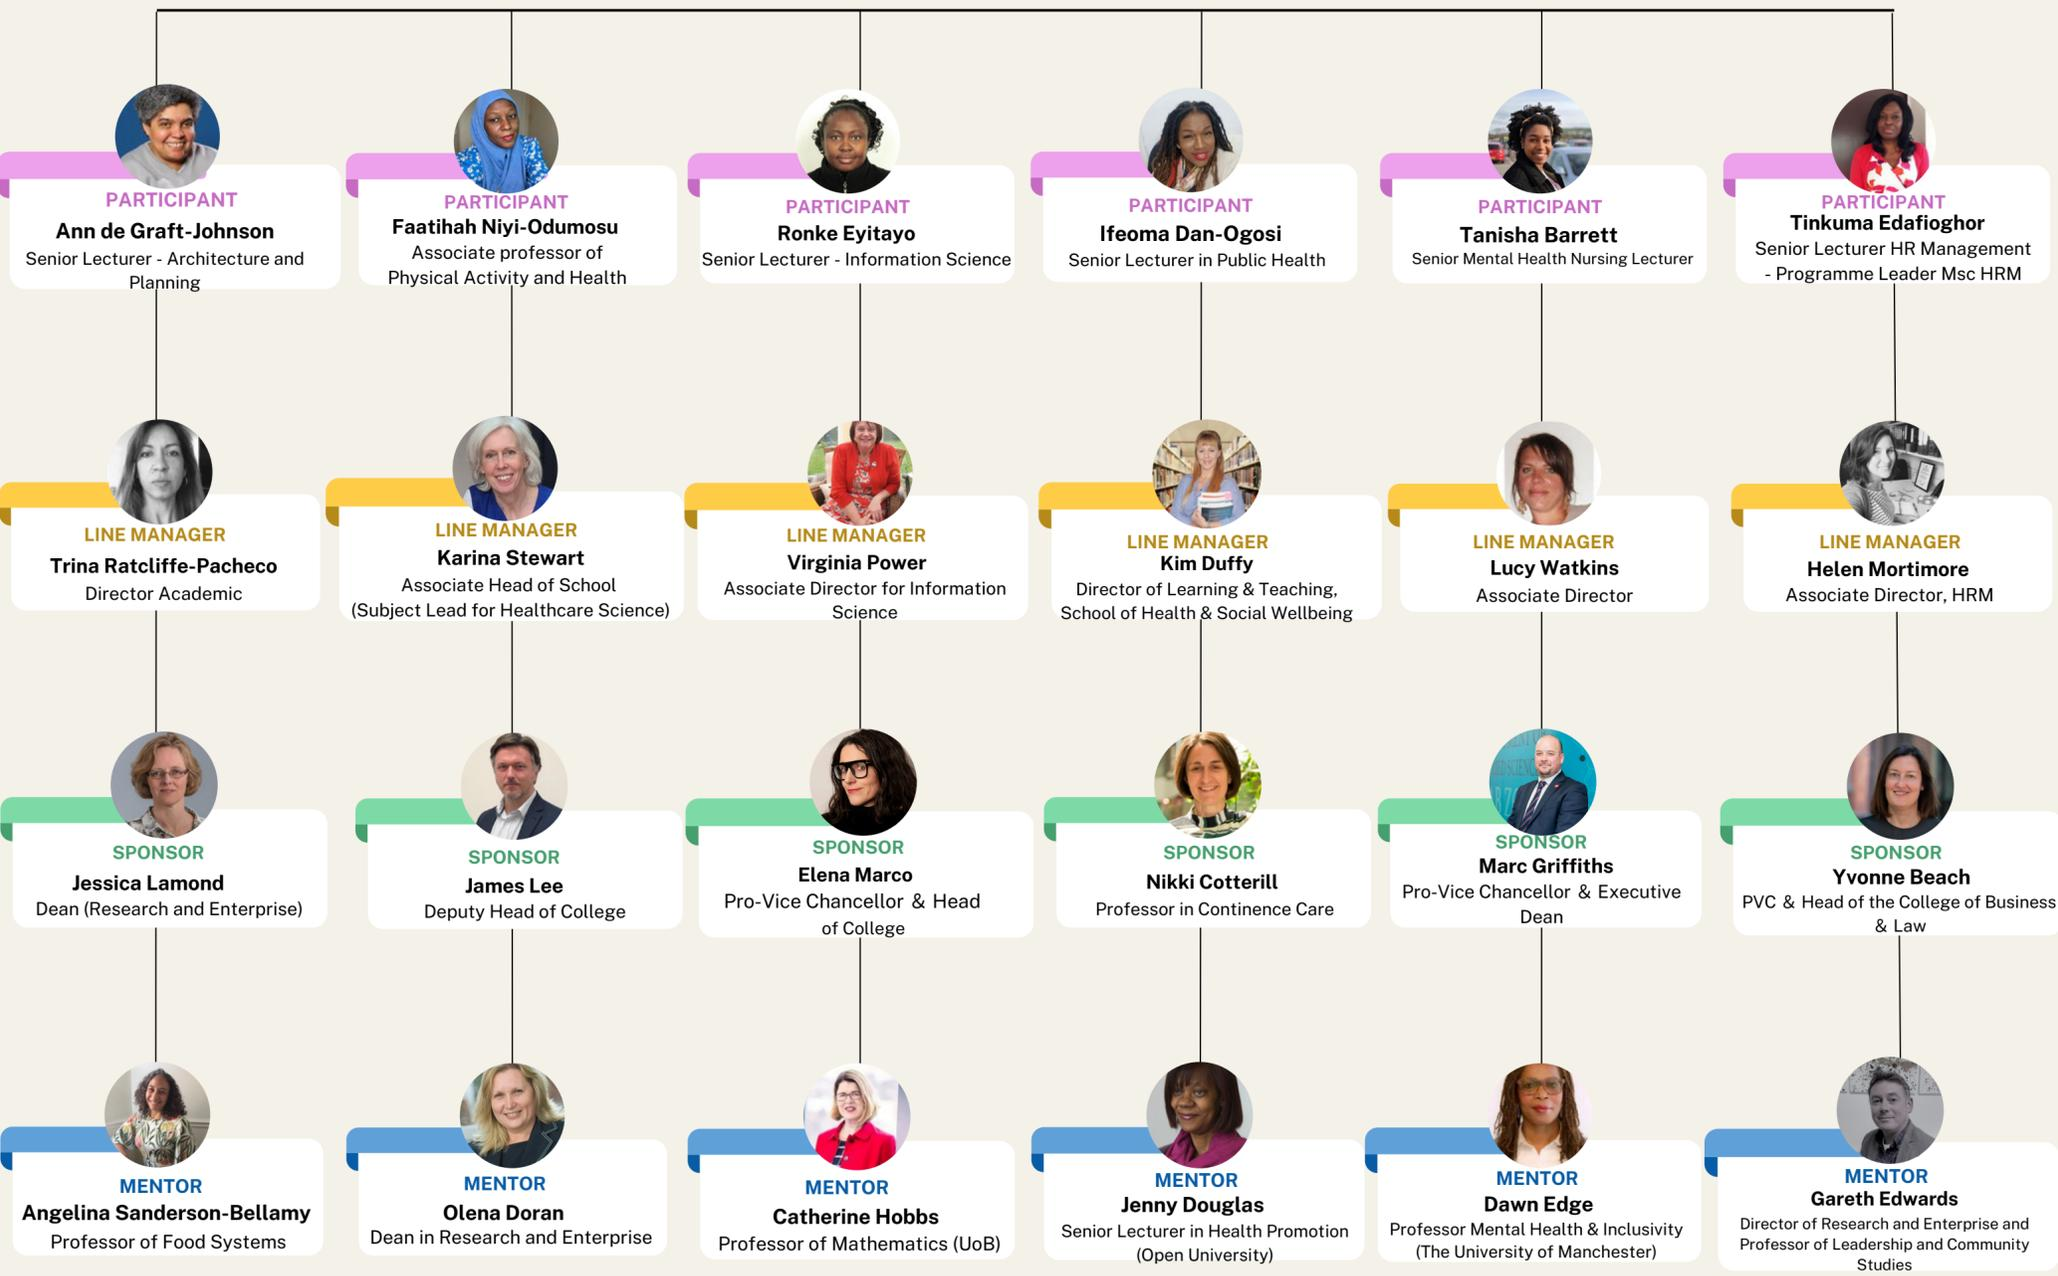 PARTICIPANT
Ann de Graft-Johnson
Senior Lecturer - Architecture and
Planning
PARTICIPANT
Faatihah Niyi-Odumosu
Associate professor of
Physical Activity and Health
PARTICIPANT
Ronke Eyitayo
Senior Lecturer - Information Science
PARTICIPANT
Ifeoma Dan-Ogosi
Senior Lecturer in Public Health
PARTICIPANT
Tanisha Barrett
Senior Mental Health Nursing Lecturer
PARTICIPANT
Tinkuma Edafioghor
Senior Lecturer HR Management
- Programme Leader Msc HRM
LINE MANAGER
Trina Ratcliffe-Pacheco
Director Academic
LINE MANAGER
Karina Stewart
Associate Head of School
(Subject Lead for Healthcare Science)
LINE MANAGER
Virginia Power
Associate Director for Information
Science
LINE MANAGER
Kim Duffy
Director of Learning & Teaching,
School of Health & Social Wellbeing
LINE MANAGER
Lucy Watkins
Associate Director
LINE MANAGER
Helen Mortimore
Associate Director, HRM
SPONSOR
Jessica Lamond
Dean (Research and Enterprise)
SPONSOR
James Lee
Deputy Head of College
SPONSOR
Elena Marco
Pro-Vice Chancellor & Head
of College
SPONSOR
Nikki Cotterill
Professor in Continence Care
SPONSOR
Marc Griffiths
Pro-Vice Chancellor & Executive
Dean
SPONSOR
Yvonne Beach
PVC & Head of the College of Business
& Law
MENTOR
Angelina Sanderson-Bellamy
Professor of Food Systems
MENTOR
Olena Doran
Dean in Research and Enterprise
MENTOR
Catherine Hobbs
Professor of Mathematics (UoB)
MENTOR
Jenny Douglas
Senior Lecturer in Health Promotion
(Open University)
MENTOR
Dawn Edge
Professor Mental Health & Inclusivity
(The University of Manchester)
MENTOR
Gareth Edwards
Director of Research and Enterprise and
Professor of Leadership and Community
Studies